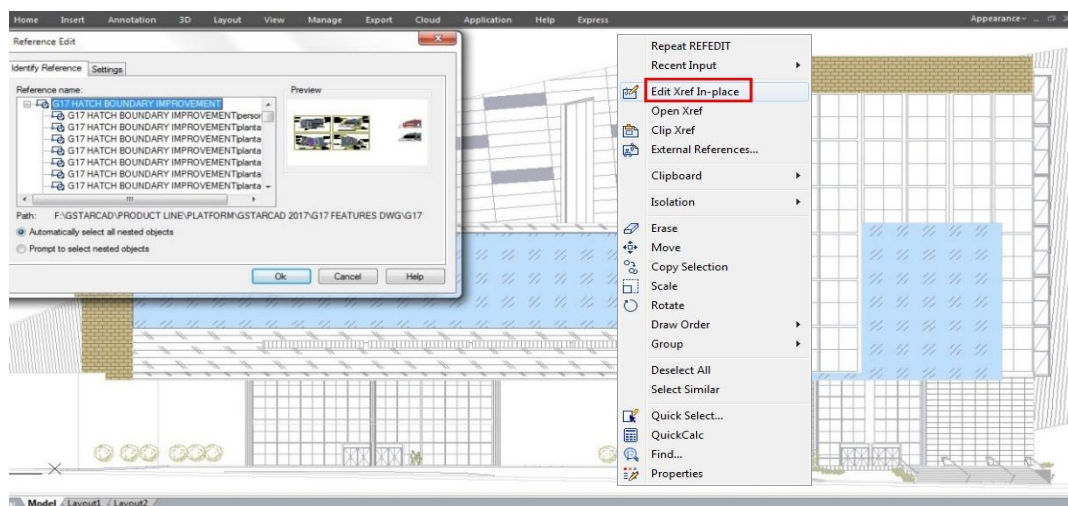 Home Insert Annotation 3D Layout View Manage Export Cloud Application Help Express Appearance
Reference Edit
Identify Reference Settings
Reference name:
G17 HATCH BOUNDARY IMPROVEMENT
G17 HATCH BOUNDARY IMPROVEMENT|person
G17 HATCH BOUNDARY IMPROVEMENT|planta
G17 HATCH BOUNDARY IMPROVEMENT|planta
G17 HATCH BOUNDARY IMPROVEMENT|planta
G17 HATCH BOUNDARY IMPROVEMENT|planta
G17 HATCH BOUNDARY IMPROVEMENT|planta
G17 HATCH BOUNDARY IMPROVEMENT|planta
Preview
Path: F:\GSTARCAD\PRODUCT LINE\PLATFORM\GSTARCAD 2017\G17 FEATURES DWG\G17
Automatically select all nested objects
Prompt to select nested objects
Ok Cancel Help
Repeat REFEDIT
Recent Input
Edit Xref In-place
Open Xref
Clip Xref
External References...
Clipboard
Isolation
Erase
Move
Copy Selection
Scale
Rotate
Draw Order
Group
Deselect All
Select Similar
Quick Select...
QuickCalc
Find...
Properties
Model Layout1 Layout2